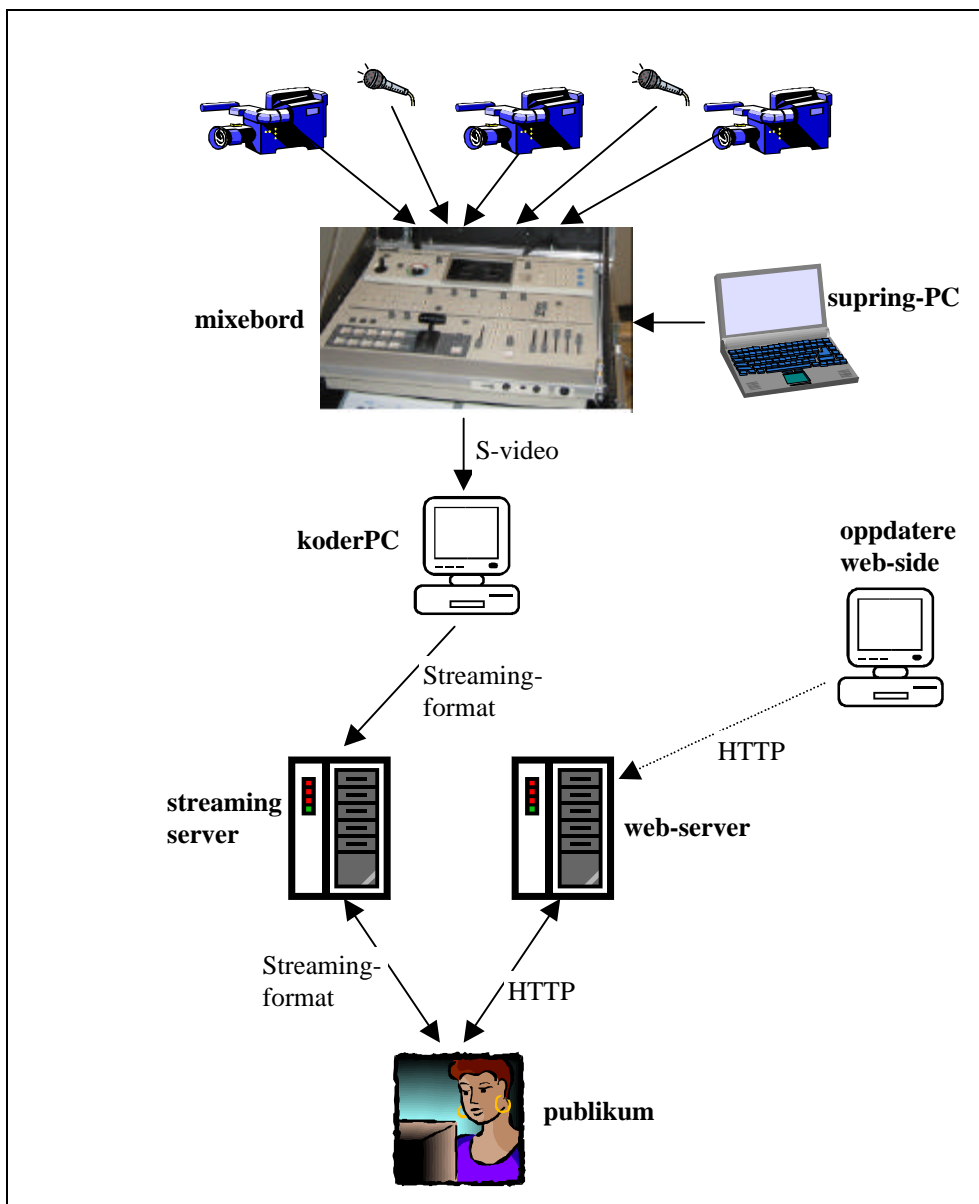 supring-PC
mixebord
S-video
koderPC
oppdatere
web-side
Streaming-
format
HTTP
streaming
server
web-server
Streaming-
format
HTTP
publikum